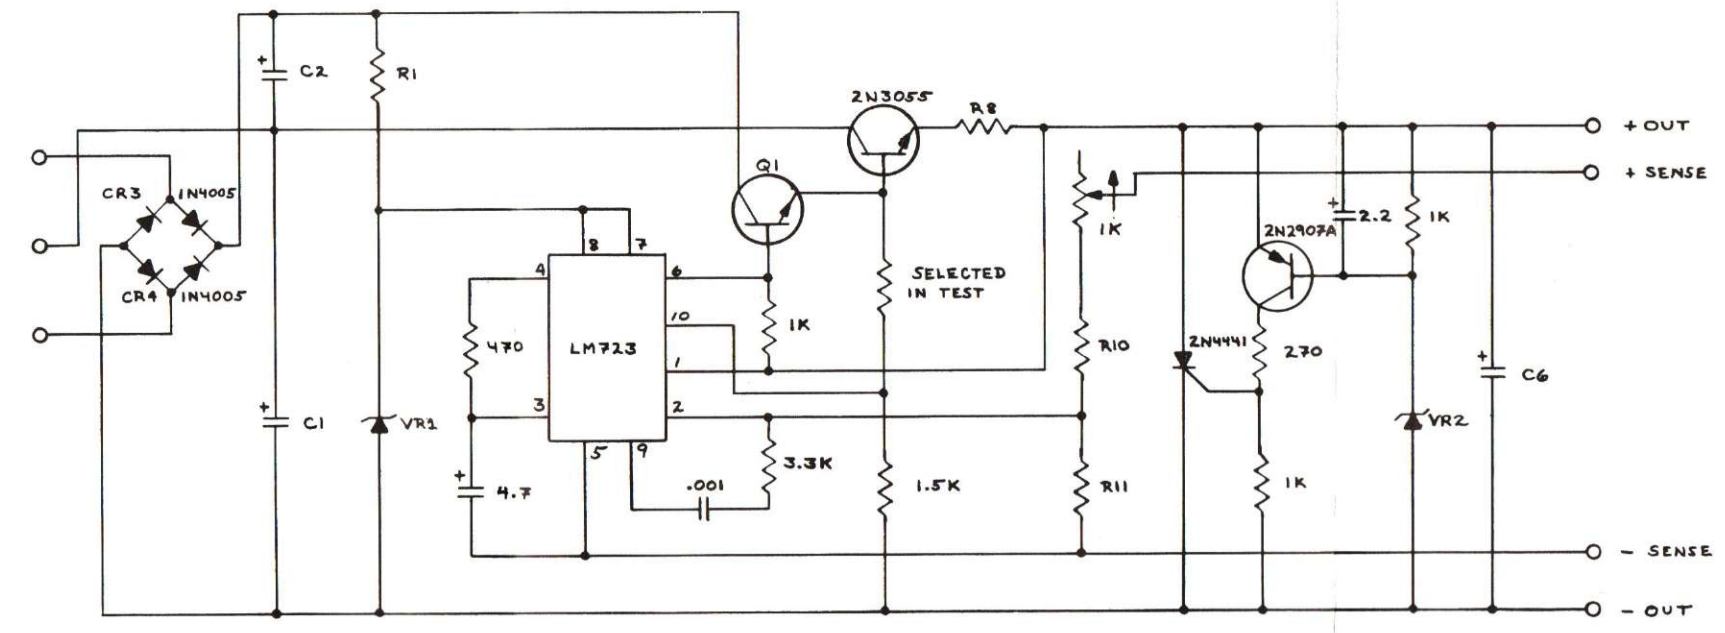 C2
R1
2N3055
R8
+ OUT
+ SENSE
CR3
1N4005
Q1
1K
1K
2.2
2N2907A
8
7
CR4
1N4005
4
6
SELECTED
IN TEST
10
1K
470
LM723
R10
2N4441
270
1
C6
+
+
+
+
+
C1
VR1
3
2
VR2
5
9
3.3K
4.7
.001
1.5K
R11
1K
- SENSE
- OUT